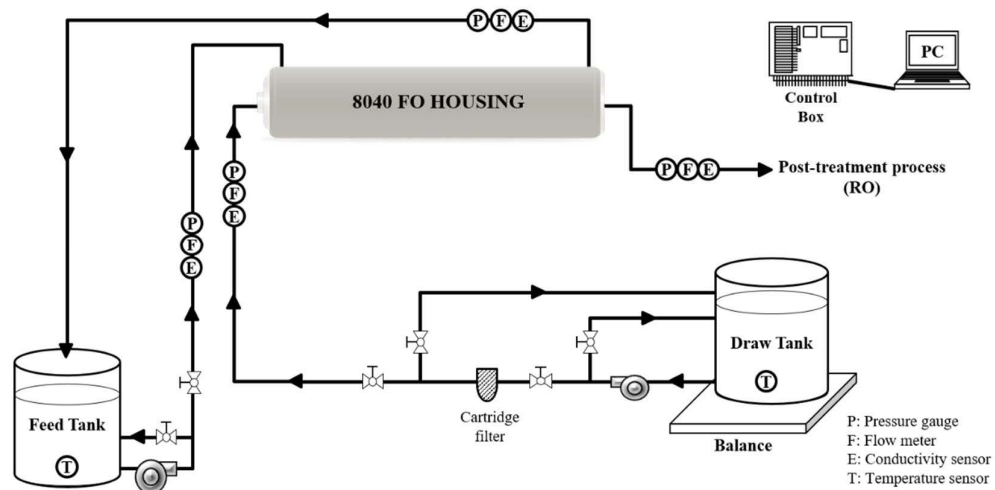 P F E
PC
8040 FO HOUSING
Control
Box
P
F
E
P F E
Post-treatment process
(RO)
P
F
E
Draw Tank
T
Feed Tank
T
Cartridge
filter
Balance
P: Pressure gauge
F: Flow meter
E: Conductivity sensor
T: Temperature sensor